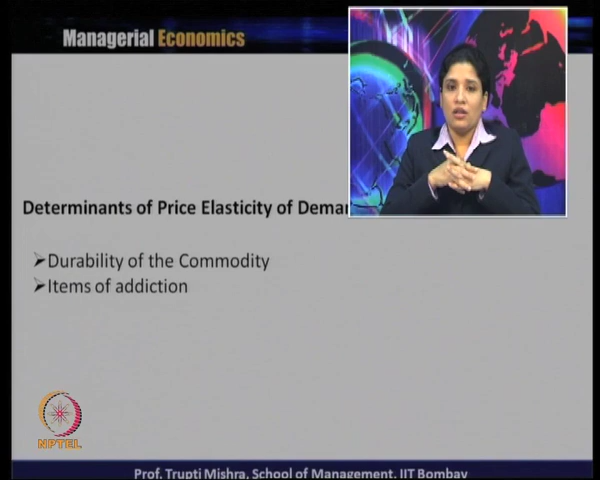 Managerial Economics
Determinants of Price Elasticity of Deman
Durability of the Commodity
Items of addiction
NPTEL
Prof. Trupti Mishra, School of Management, IIT Bombay